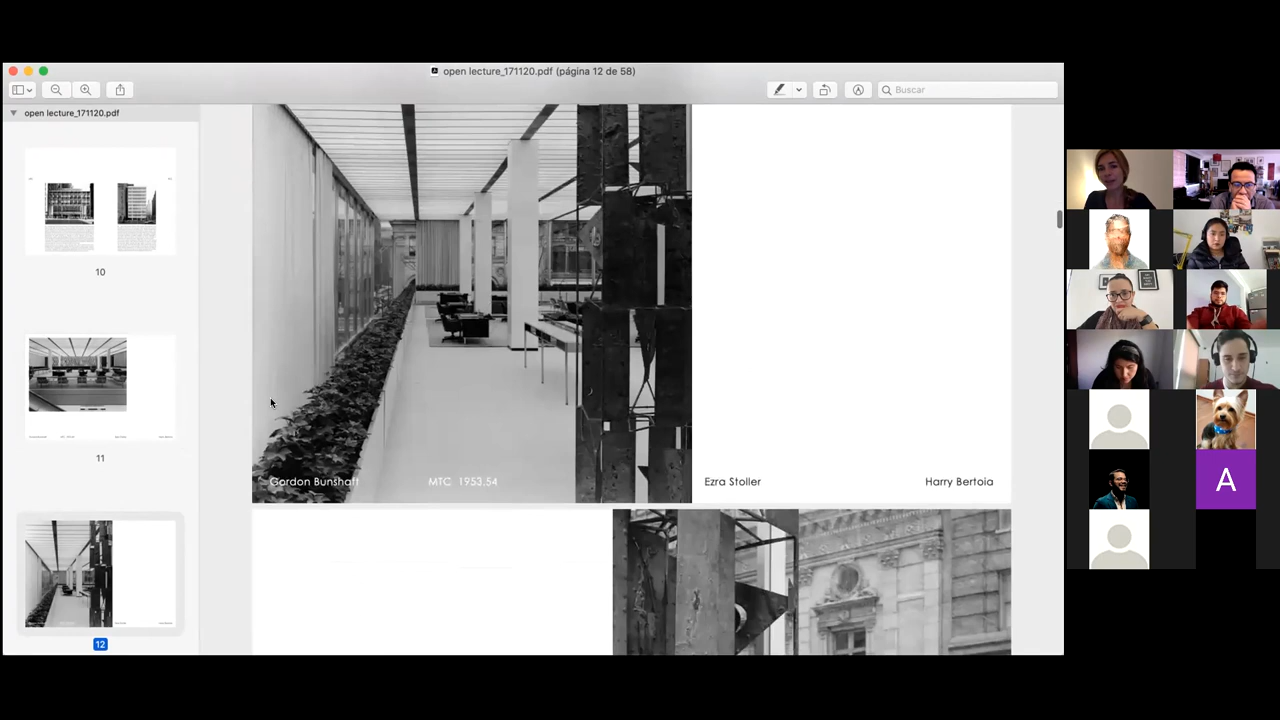 open lecture_171120.pdf (página 12 de 58)
Buscar
open lecture_171120.pdf
10
11
12
Gordon Bunshaft
MTC 1953.54
Ezra Stoller
Harry Bertoia
A